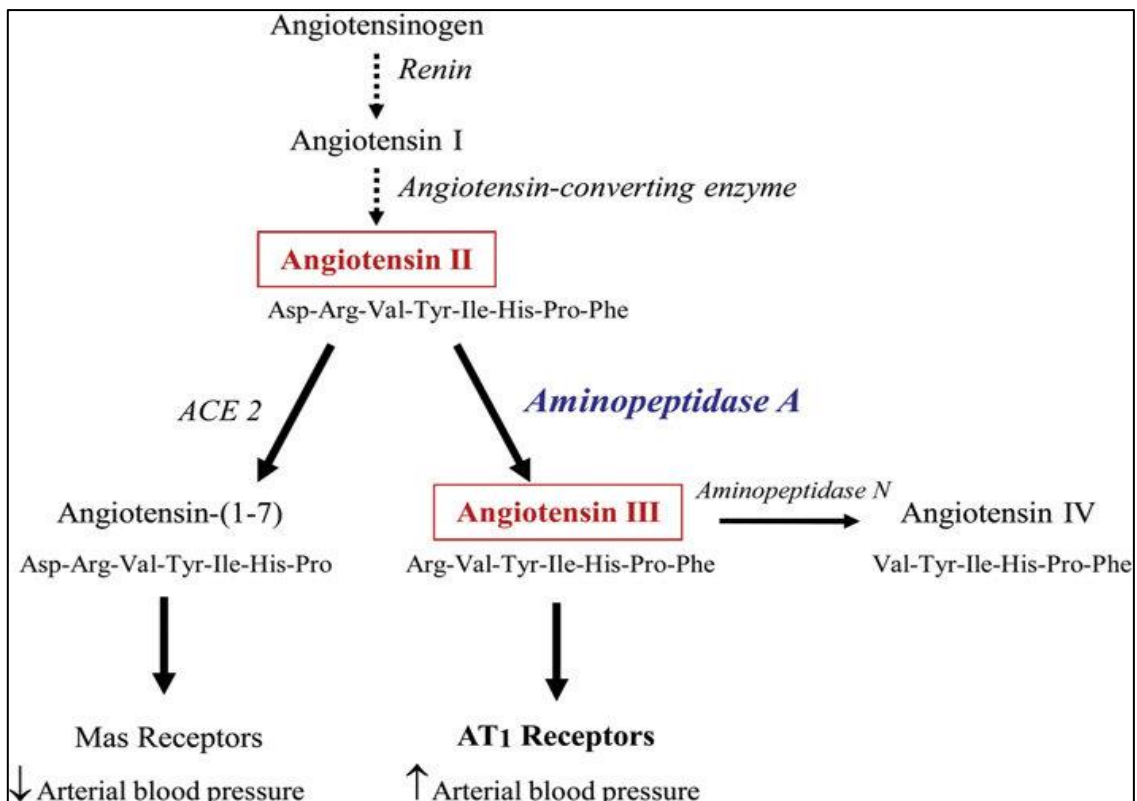 Angiotensinogen
Renin
Angiotensin I
Angiotensin-converting enzyme
Angiotensin II
Asp-Arg-Val-Tyr-Ile-His-Pro-Phe
ACE 2
Aminopeptidase A
Angiotensin-(1-7)
Asp-Arg-Val-Tyr-Ile-His-Pro
Angiotensin III
Arg-Val-Tyr-Ile-His-Pro-Phe
Aminopeptidase N
Angiotensin IV
Val-Tyr-Ile-His-Pro-Phe
Mas Receptors
↓ Arterial blood pressure
AT1 Receptors
↑ Arterial blood pressure